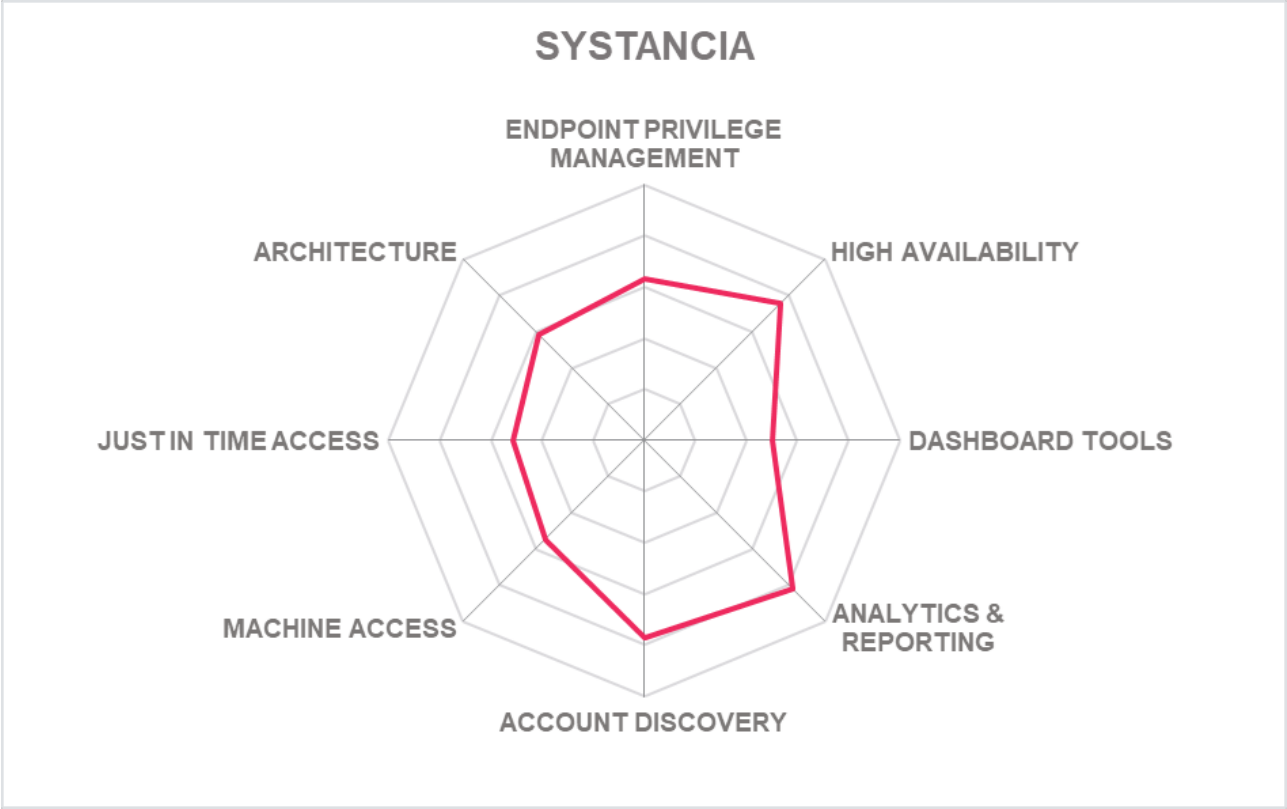 SYSTANCIA
ENDPOINT PRIVILEGE
MANAGEMENT
ARCHITECTURE
HIGH AVAILABILITY
JUST IN TIME ACCESS
DASHBOARD TOOLS
MACHINE ACCESS
ANALYTICS &
REPORTING
ACCOUNT DISCOVERY